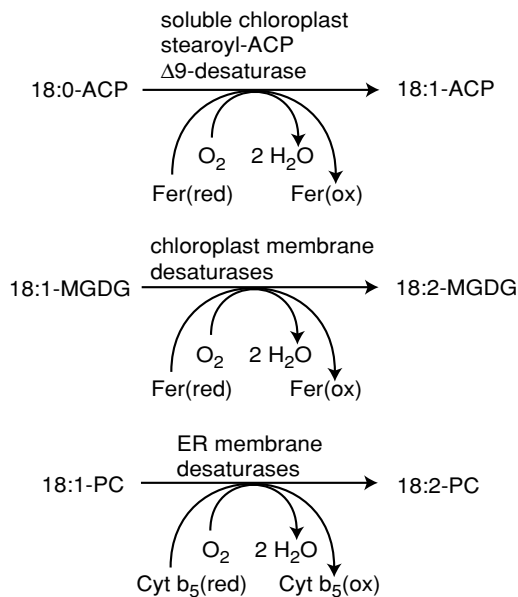 soluble chloroplast
stearoyl-ACP
Δ9-desaturase
18:0-ACP
18:1-ACP
O₂
2 H₂O
Fer(red)
Fer(ox)
chloroplast membrane
desaturases
18:1-MGDG
18:2-MGDG
O₂
2 H₂O
Fer(red)
Fer(ox)
ER membrane
desaturases
18:1-PC
18:2-PC
O₂
2 H₂O
Cyt b₅(red)
Cyt b₅(ox)